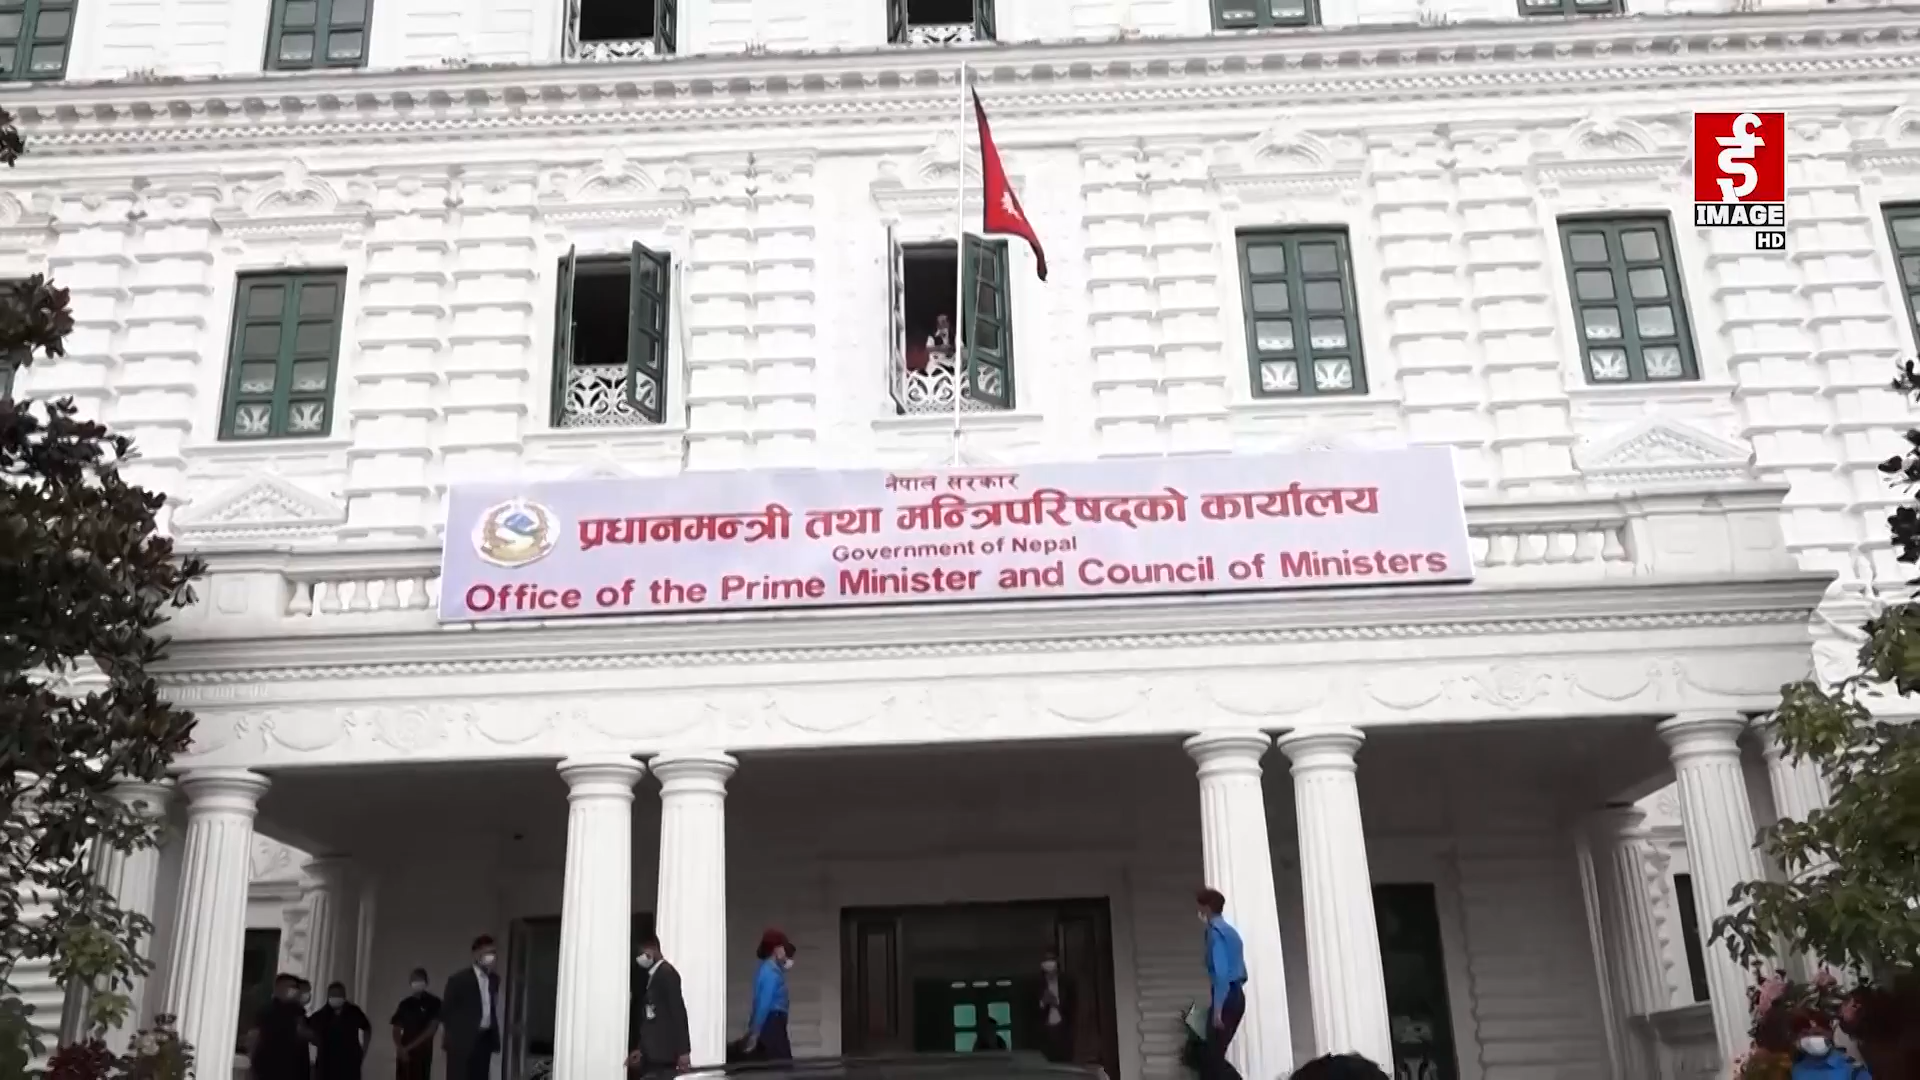 नेपाल सरकार
प्रधानमन्त्री तथा मन्त्रिपरिषद्को कार्यालय
Government of Nepal
Office of the Prime Minister and Council of Ministers
IMAGE
HD